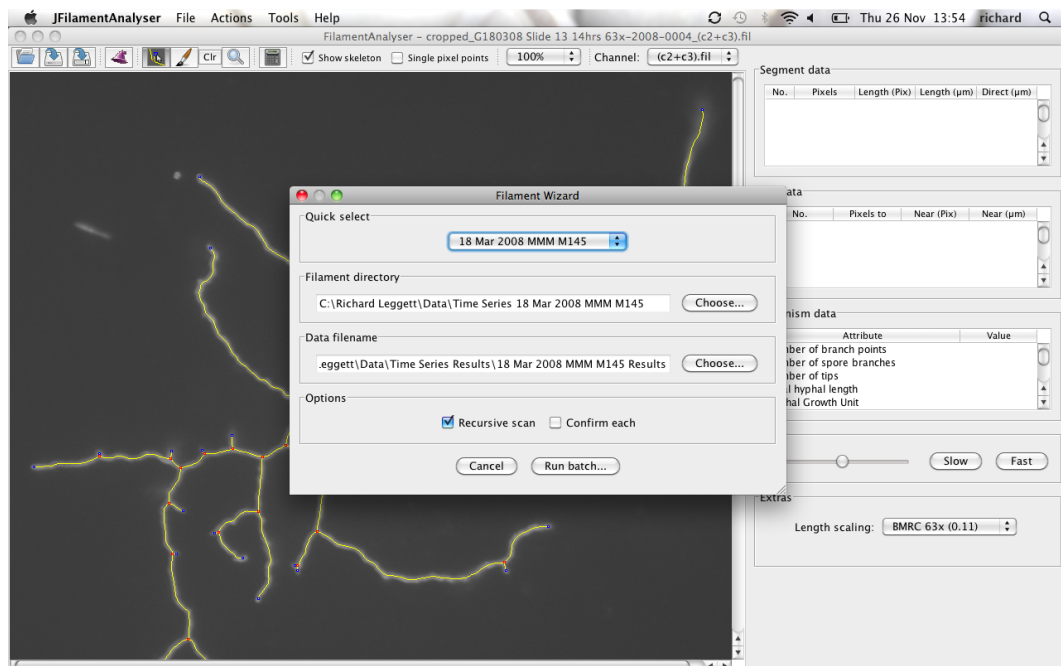 JFilamentAnalyser File Actions Tools Help Thu 26 Nov 13:54 richard
FilamentAnalyser – cropped_G180308 Slide 13 14hrs 63x-2008-0004_(c2+c3).fil
Clr Show skeleton Single pixel points 100% Channel: (c2+c3).fil
Segment data
No. Pixels Length (Pix) Length (µm) Direct (µm)
Filament Wizard
ata
Quick select
No. Pixels to Near (Pix) Near (µm)
18 Mar 2008 MMM M145
Filament directory
C:\Richard Leggett\Data\Time Series 18 Mar 2008 MMM M145 Choose...
nism data
Data filename
Attribute Value
.eggett\Data\Time Series Results\18 Mar 2008 MMM M145 Results Choose...
ber of branch points
ber of spore branches
ber of tips
l hyphal length
hal Growth Unit
Options
Recursive scan Confirm each
Cancel Run batch...
Slow Fast
Extras
Length scaling: BMRC 63x (0.11)